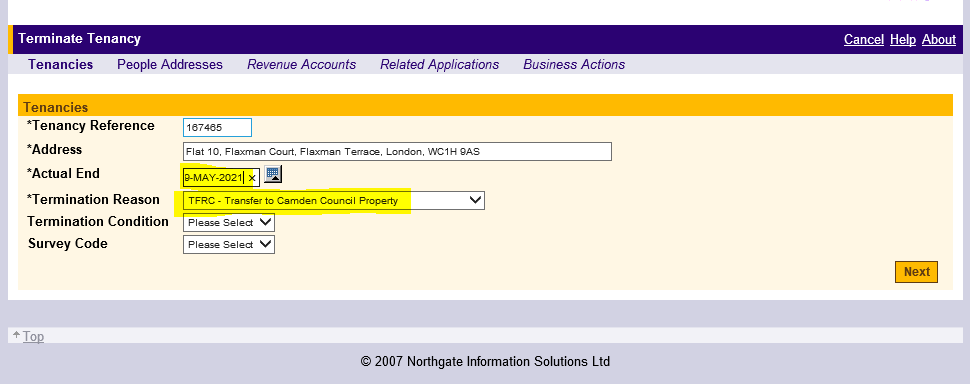 Terminate Tenancy Cancel Help About
Tenancies People Addresses Revenue Accounts Related Applications Business Actions
Tenancies
*Tenancy Reference 167465
*Address Flat 10, Flaxman Court, Flaxman Terrace, London, WC1H 9AS
*Actual End 9-MAY-2021 ×
*Termination Reason TFRC - Transfer to Camden Council Property
Termination Condition Please Select
Survey Code Please Select
Next
Top
© 2007 Northgate Information Solutions Ltd